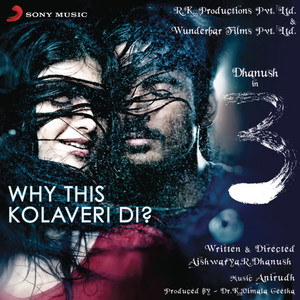 SONY MUSIC
R.K. Productions Pvt. Ltd.
&
Wunderbar Films Pvt. Ltd.
Dhanush
in
3
WHY THIS
KOLAVERI DI?
Written & Directed
AishwaryaR.Dhanush
Music Anirudh
Produced By - Dr.K.Vimala Geetha